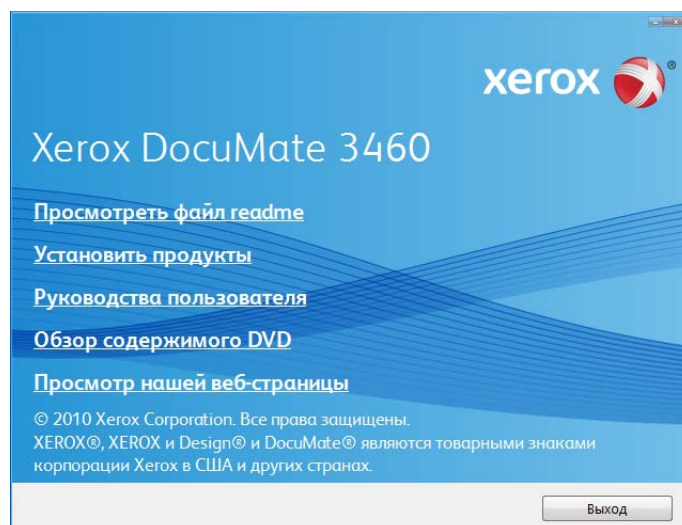 xerox ®
Xerox DocuMate 3460
Просмотреть файл readme
Установить продукты
Руководства пользователя
Обзор содержимого DVD
Просмотр нашей веб-страницы
© 2010 Xerox Corporation. Все права защищены.
XEROX®, XEROX и Design® и DocuMate® являются товарными знаками
корпорации Xerox в США и других странах.
Выход